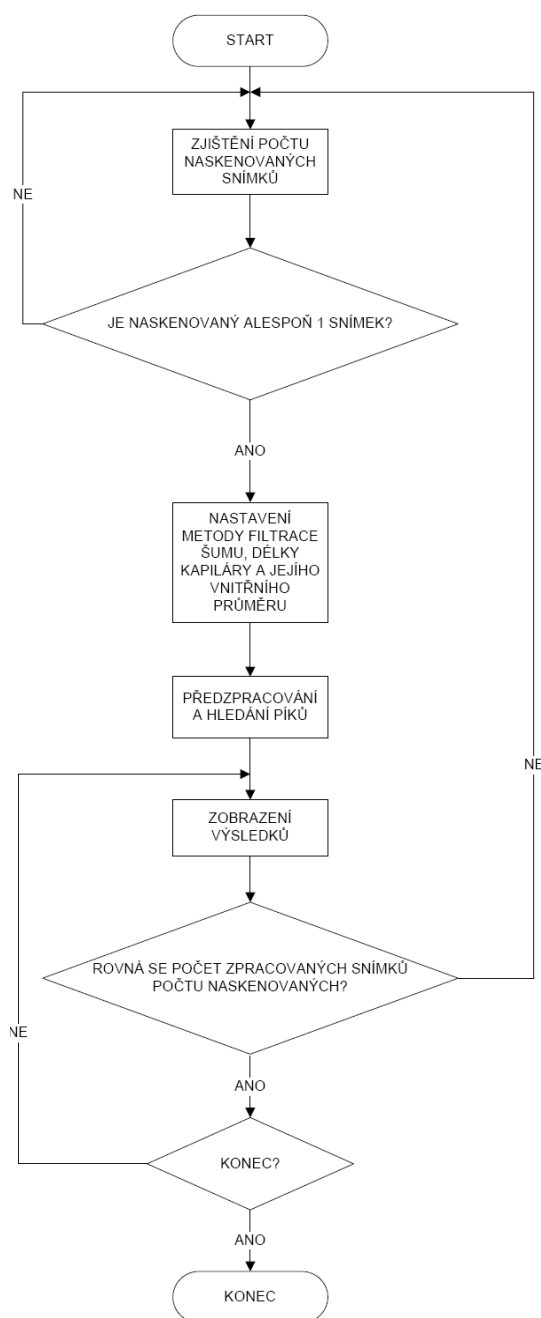 START
ZJIŠTĚNÍ POČTU
NASKENOVANÝCH
SNÍMKŮ
NE
JE NASKENOVANÝ ALESPOŇ 1 SNÍMEK?
ANO
NASTAVENÍ
METODY FILTRACE
ŠUMU, DÉLKY
KAPILÁRY A JEJÍHO
VNITŘNÍHO
PRŮMĚRU
PŘEDZPRACOVÁNÍ
A HLEDÁNÍ PÍKŮ
NE
ZOBRAZENÍ
VÝSLEDKŮ
ROVNÁ SE POČET ZPRACOVANÝCH SNÍMKŮ
POČTU NASKENOVANÝCH?
NE
ANO
KONEC?
ANO
KONEC